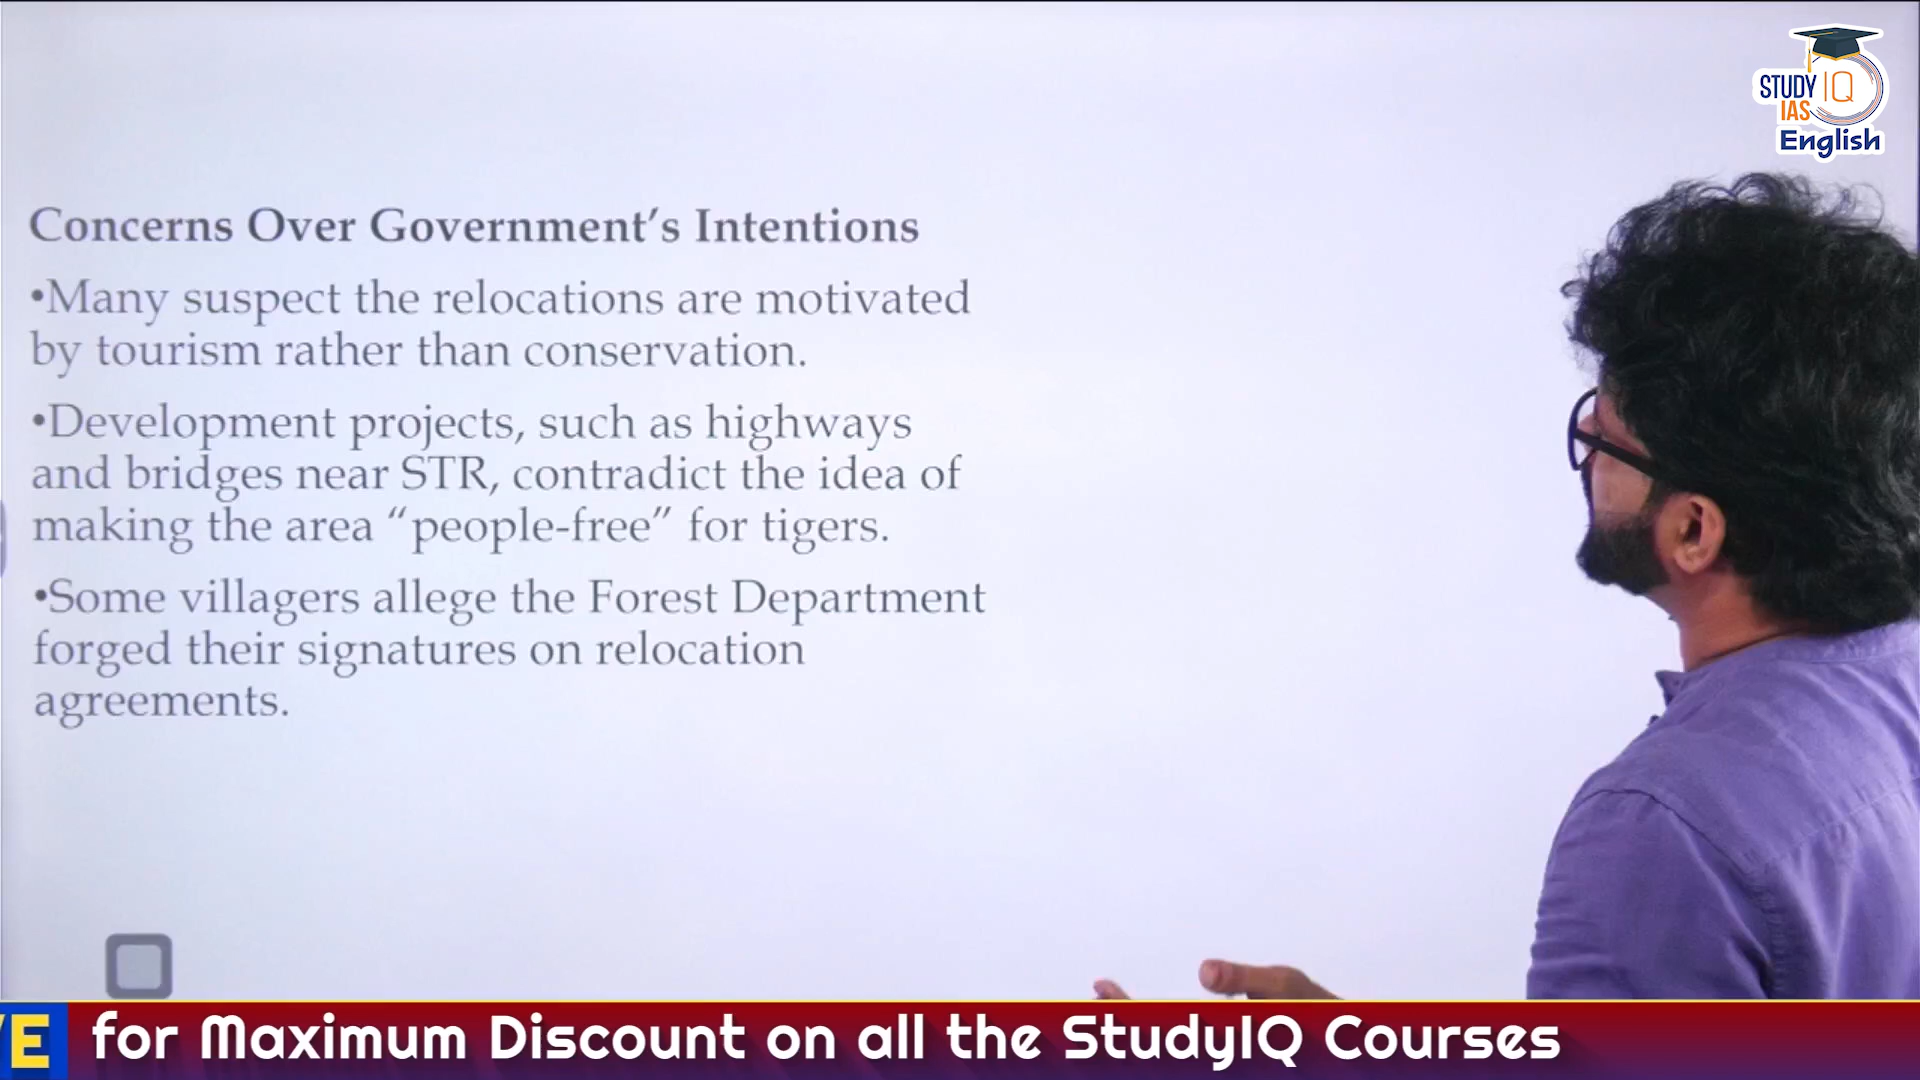 STUDY IQ
IAS
English
Concerns Over Government’s Intentions
•Many suspect the relocations are motivated
by tourism rather than conservation.
•Development projects, such as highways
and bridges near STR, contradict the idea of
making the area “people-free” for tigers.
•Some villagers allege the Forest Department
forged their signatures on relocation
agreements.
for Maximum Discount on all the StudyIQ Courses